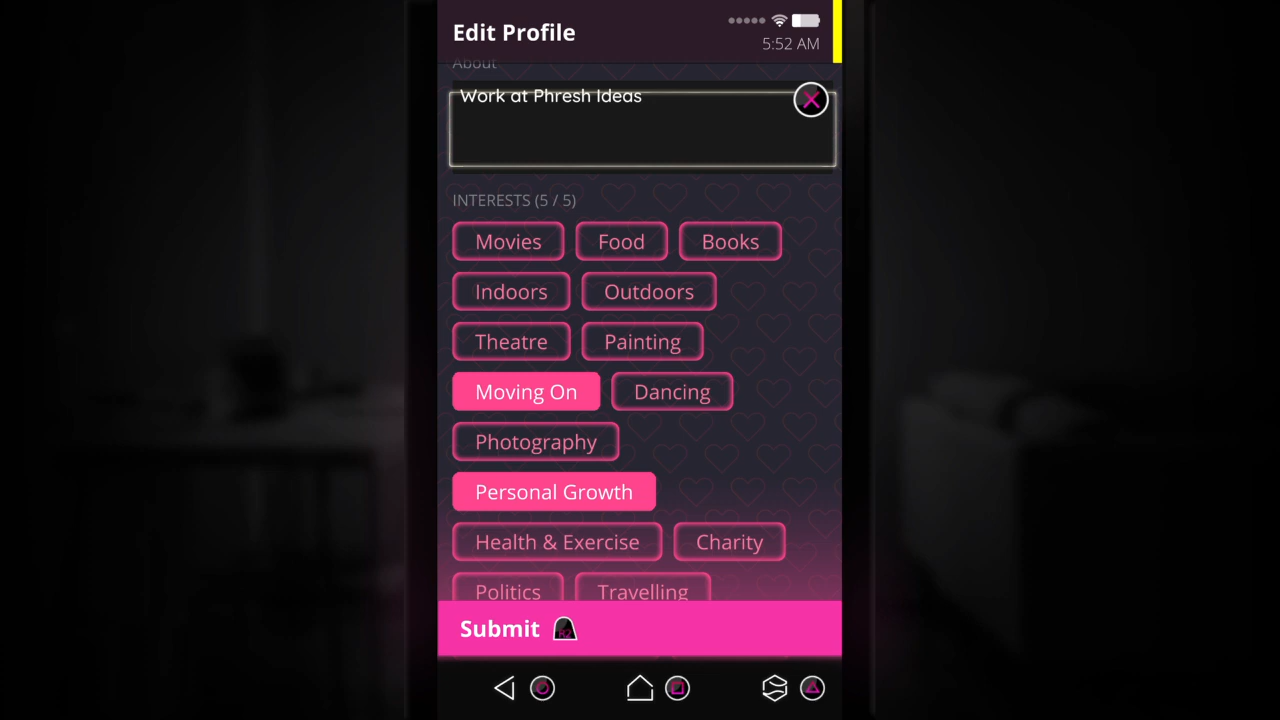 Edit Profile
5:52 AM
About
Work at Phresh Ideas
INTERESTS (5 / 5)
Movies Food Books
Indoors Outdoors
Theatre Painting
Moving On Dancing
Photography
Personal Growth
Health & Exercise Charity
Politics Travelling
Submit R2